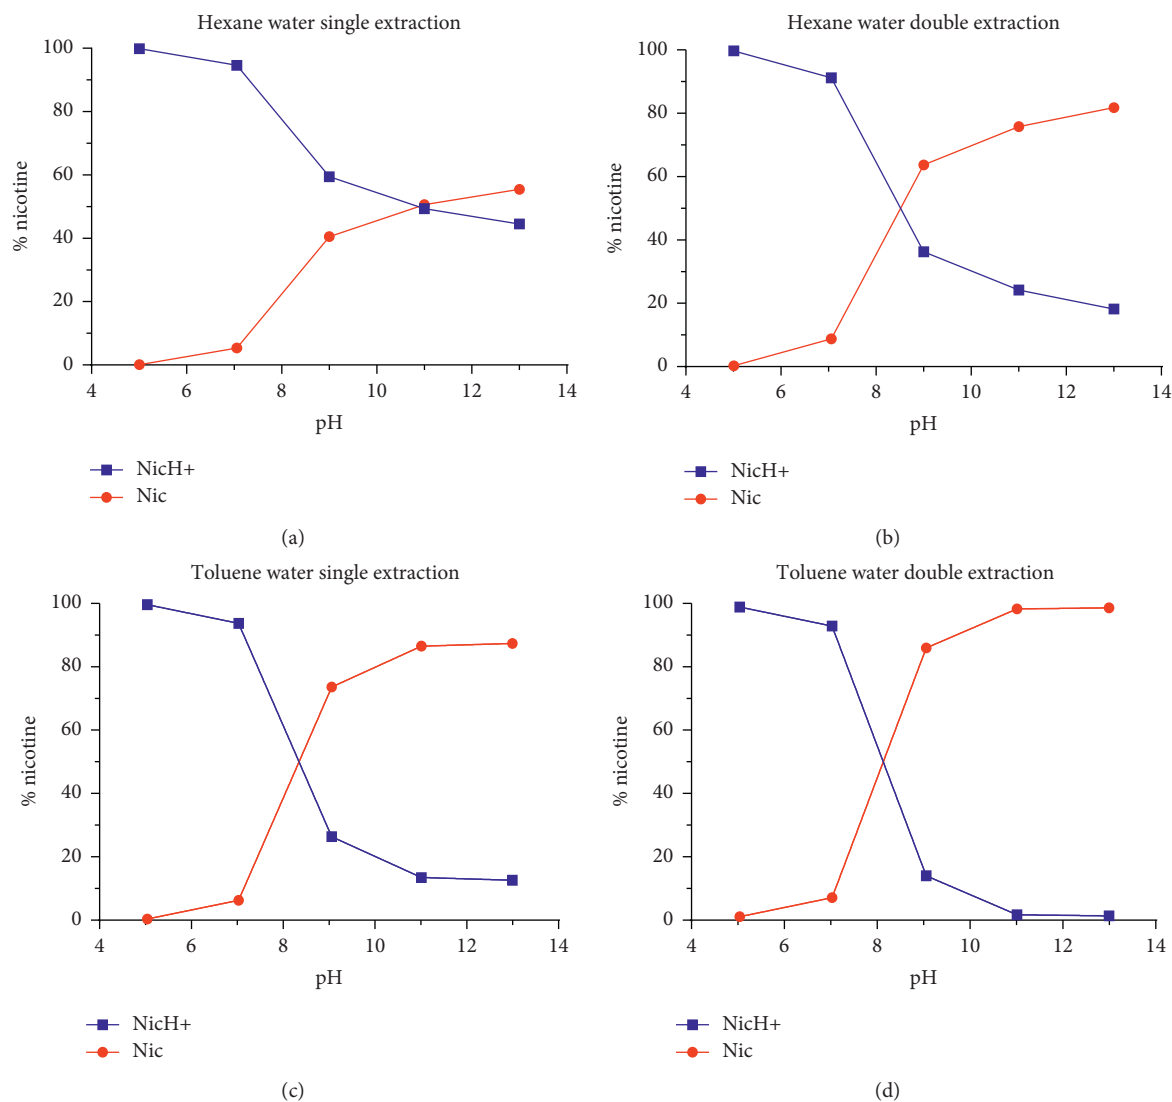 Hexane water single extraction
100
80
60
40
20
0
% nicotine
4 6 8 10 12 14
pH
NicH+
Nic
(a)
Hexane water double extraction
100
80
60
40
20
0
% nicotine
4 6 8 10 12 14
pH
NicH+
Nic
(b)
Toluene water single extraction
100
80
60
40
20
0
% nicotine
4 6 8 10 12 14
pH
NicH+
Nic
(c)
Toluene water double extraction
100
80
60
40
20
0
% nicotine
4 6 8 10 12 14
pH
NicH+
Nic
(d)